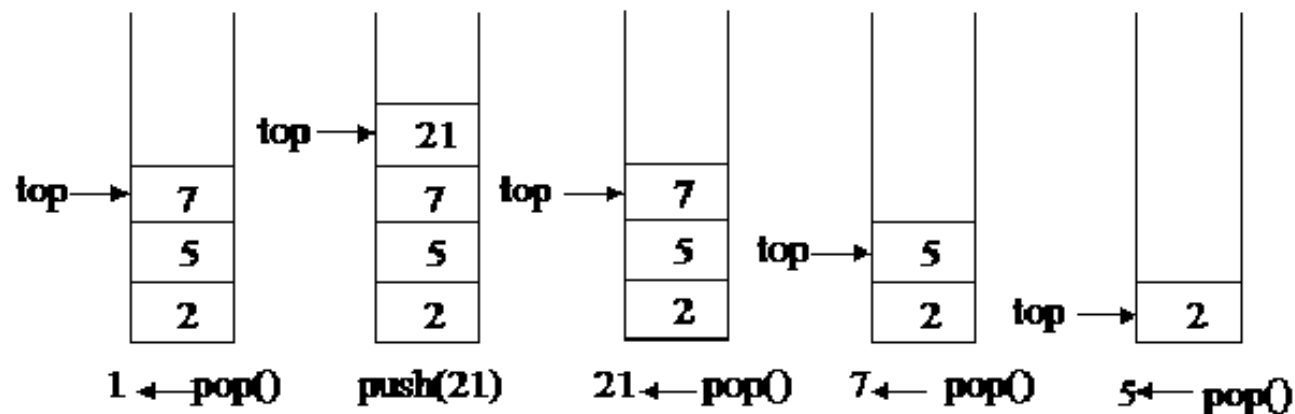 top 7 5 2
1 pop()
top 21 7 5 2
push(21)
top 7 5 2
21 pop()
top 5 2
7 pop()
top 2
5 pop()